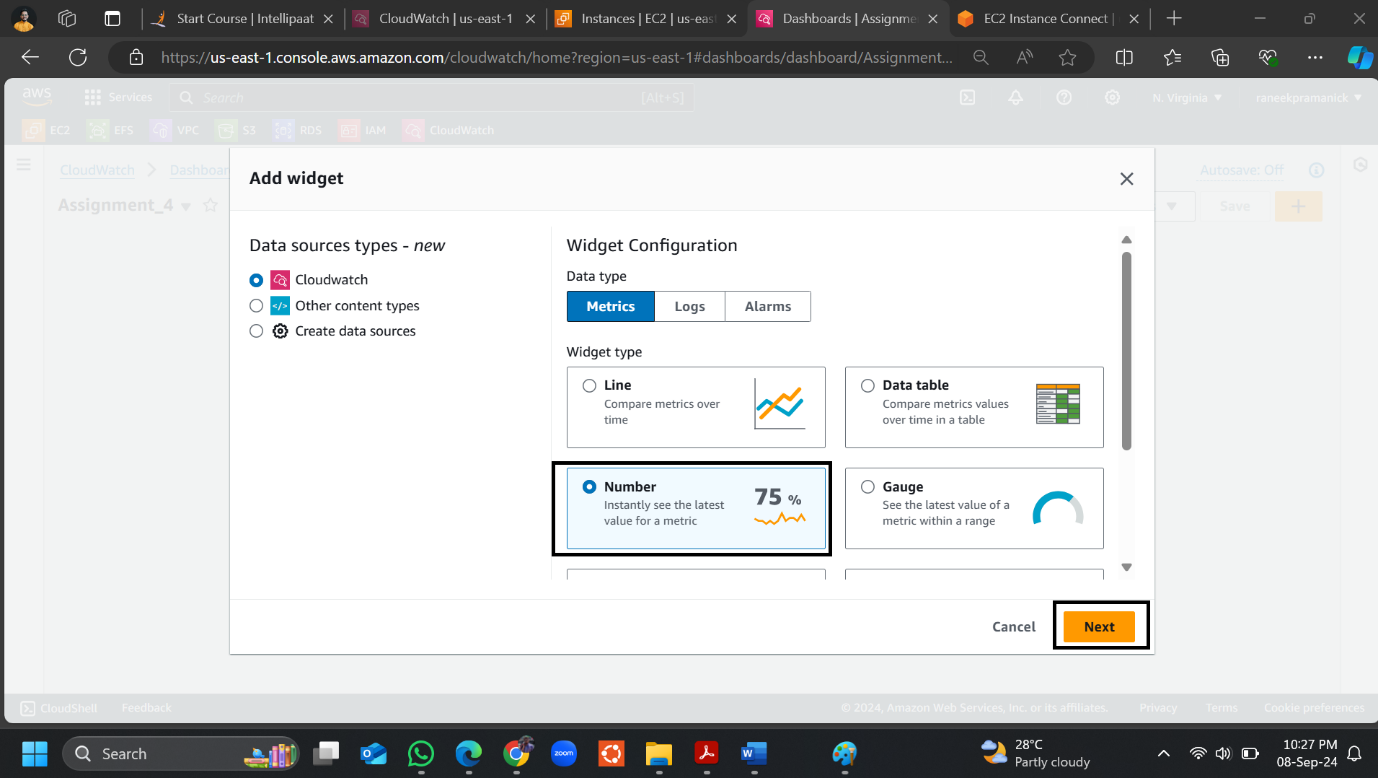 Start Course | Intellipaat
CloudWatch | us-east-1
Instances | EC2 | us-east
Dashboards | Assignme
EC2 Instance Connect |
https://us-east-1.console.aws.amazon.com/cloudwatch/home?region=us-east-1#dashboards/dashboard/Assignment...
aws
Services
Search
[Alt+S]
N. Virginia
raneekpramanick
EC2
EFS
VPC
S3
RDS
IAM
CloudWatch
CloudWatch
Dashboar
Autosave: Off
Assignment_4
Save
Add widget
Data sources types - new
Cloudwatch
Other content types
Create data sources
Widget Configuration
Data type
Metrics
Logs
Alarms
Widget type
Line
Compare metrics over
time
Data table
Compare metrics values
over time in a table
Number
Instantly see the latest
value for a metric
75 %
Gauge
See the latest value of a
metric within a range
Cancel
Next
CloudShell
Feedback
© 2024, Amazon Web Services, Inc. or its affiliates.
Privacy
Terms
Cookie preferences
Search
zoom
28°C
Partly cloudy
10:27 PM
08-Sep-24